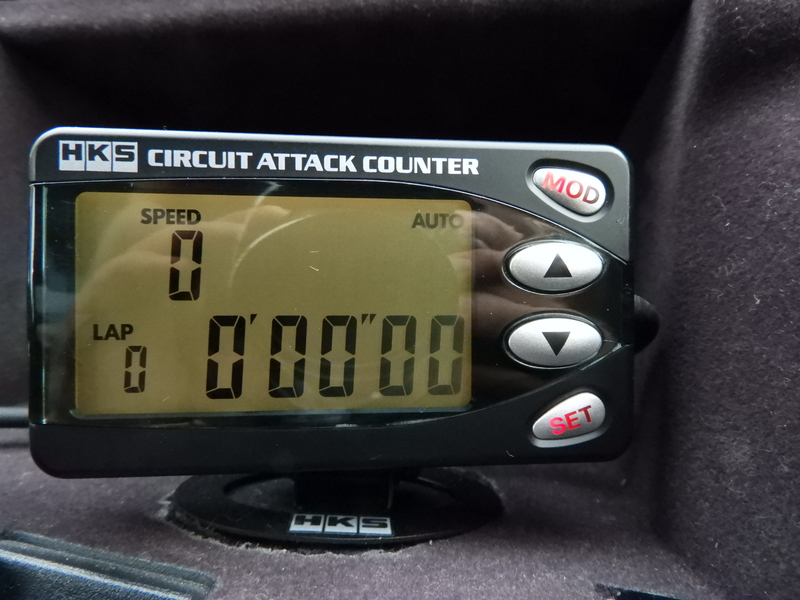 HKS CIRCUIT ATTACK COUNTER
MOD
SPEED AUTO
0
LAP
0 0'00"00
SET
HKS